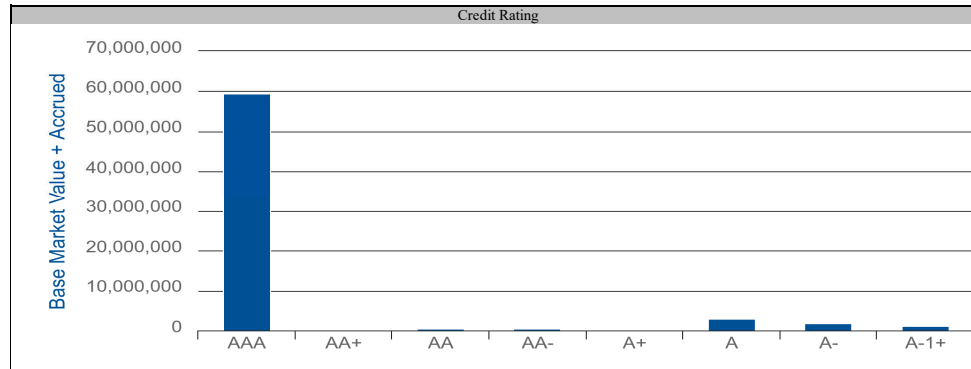 Credit Rating
Base Market Value + Accrued
70,000,000
60,000,000
50,000,000
40,000,000
30,000,000
20,000,000
10,000,000
0
AAA AA+ AA AA- A+ A A- A-1+